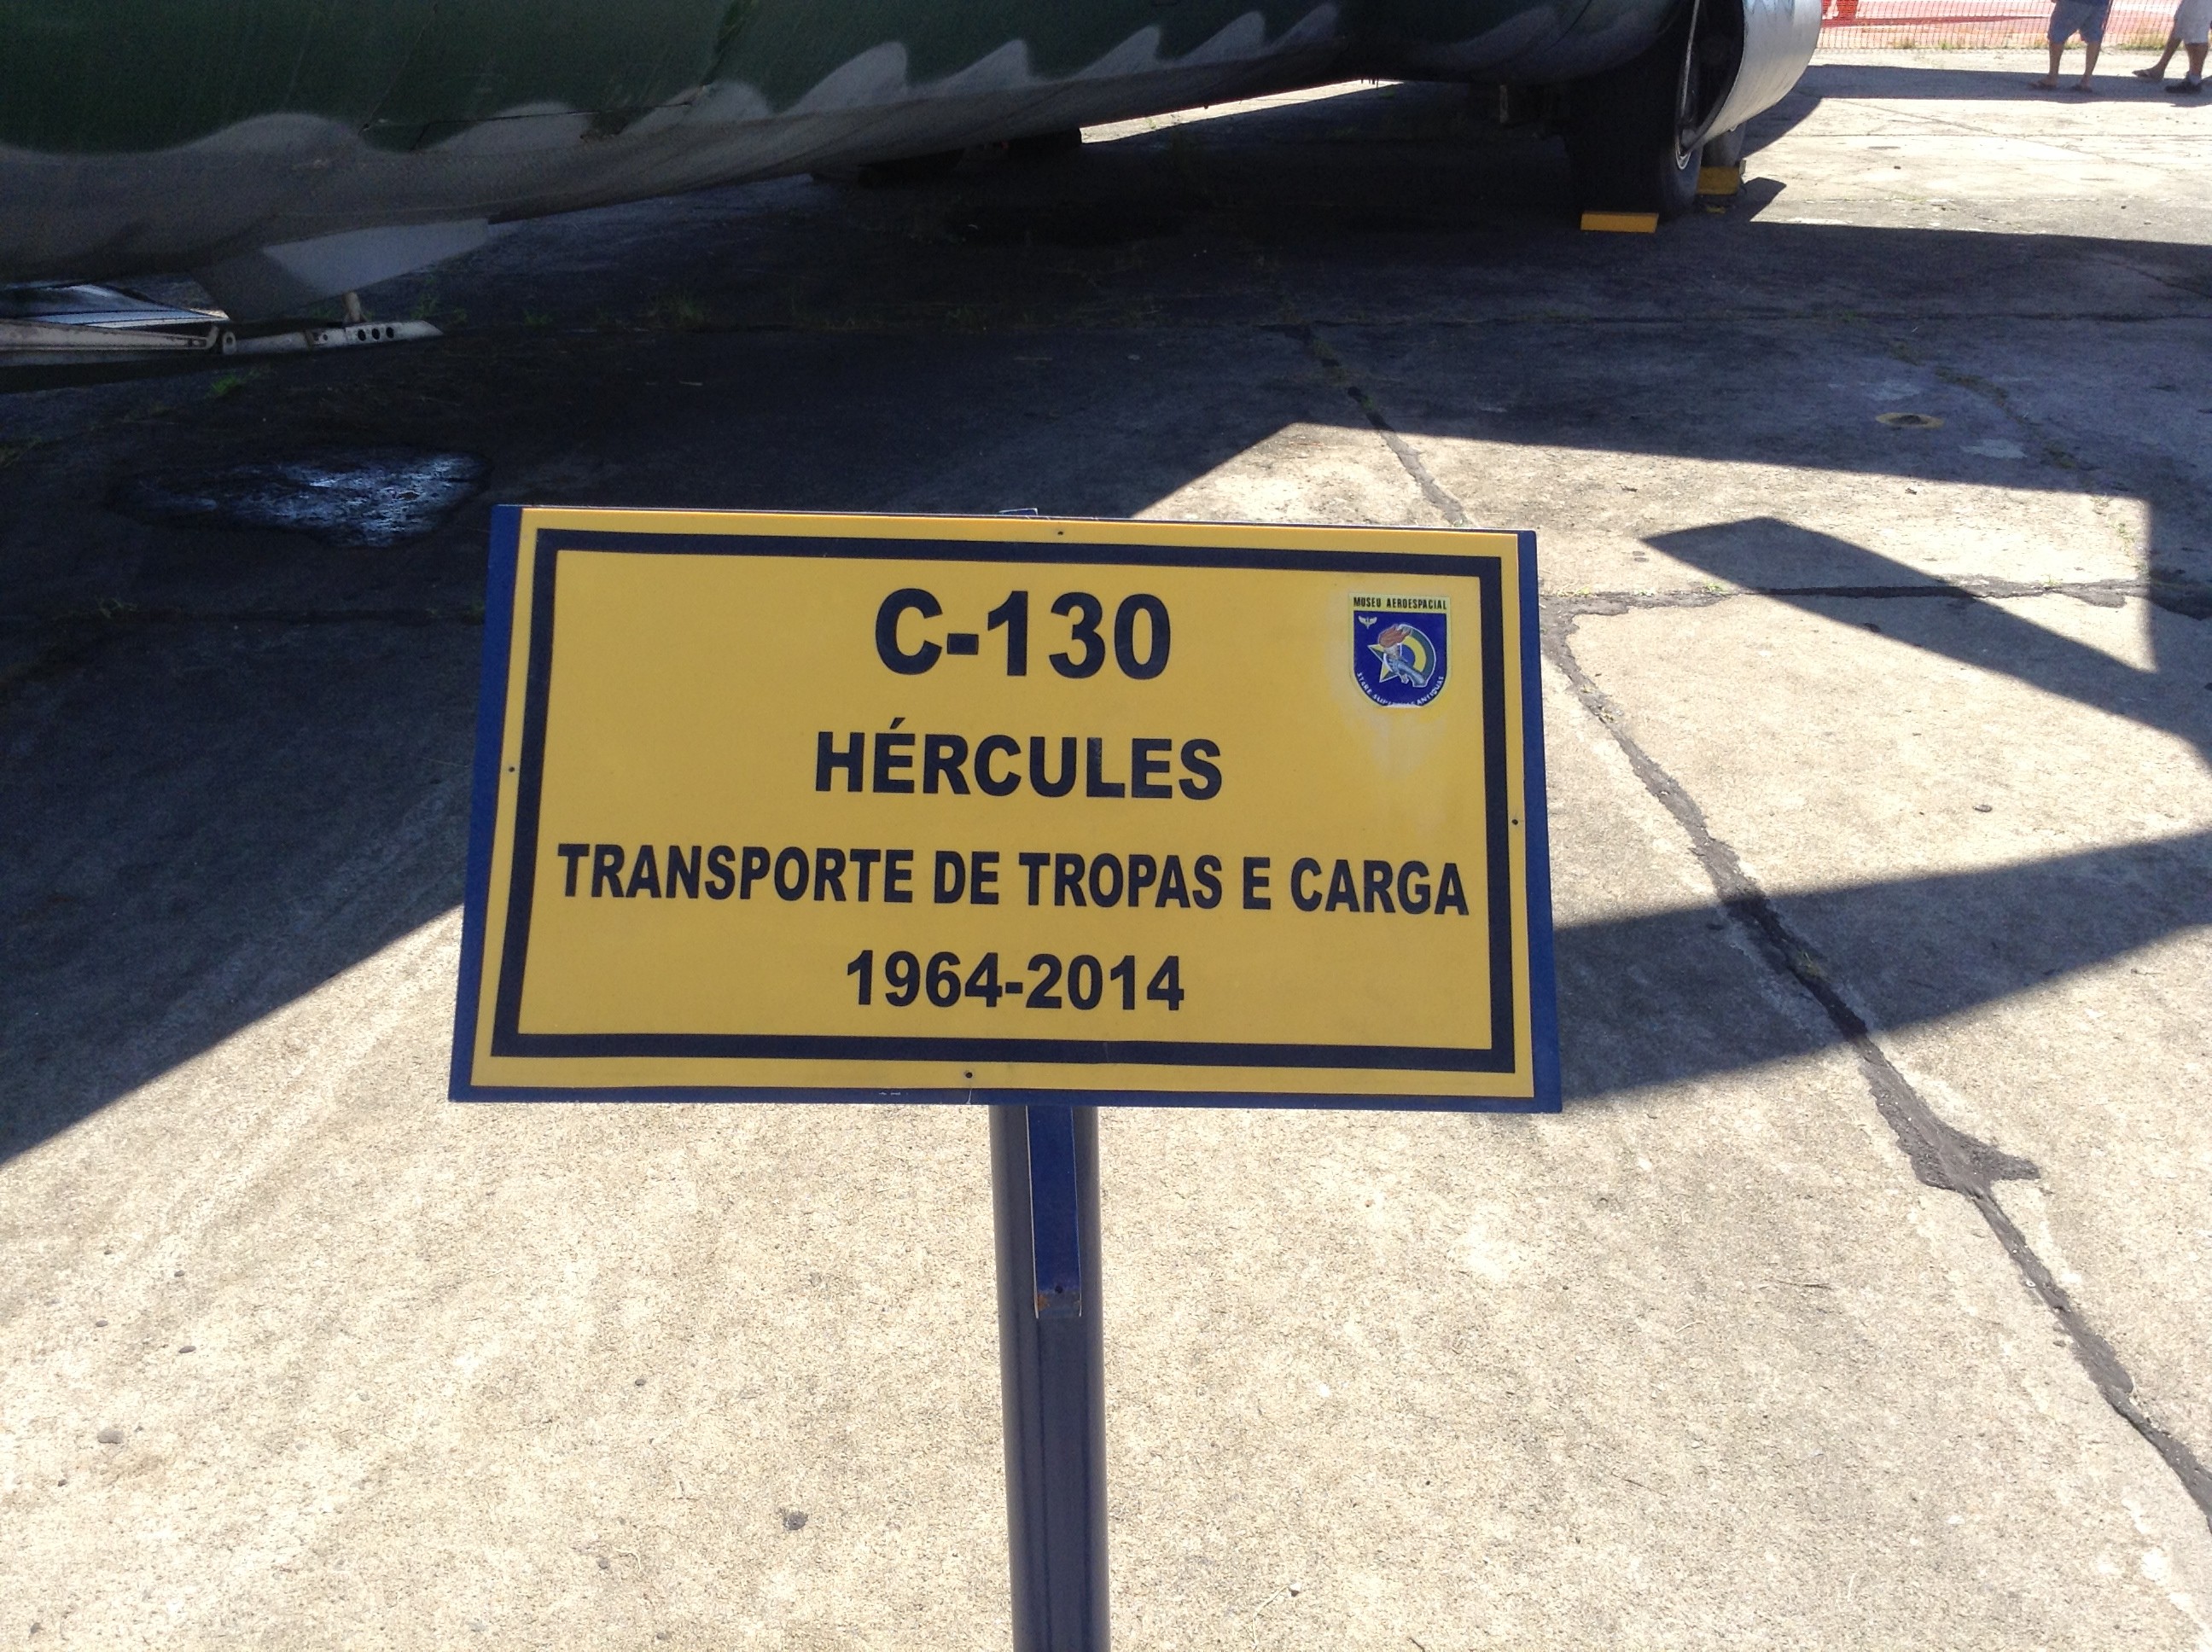 C-130
MUSEU AEROESPACIAL
HÉRCULES
TRANSPORTE DE TROPAS E CARGA
1964-2014